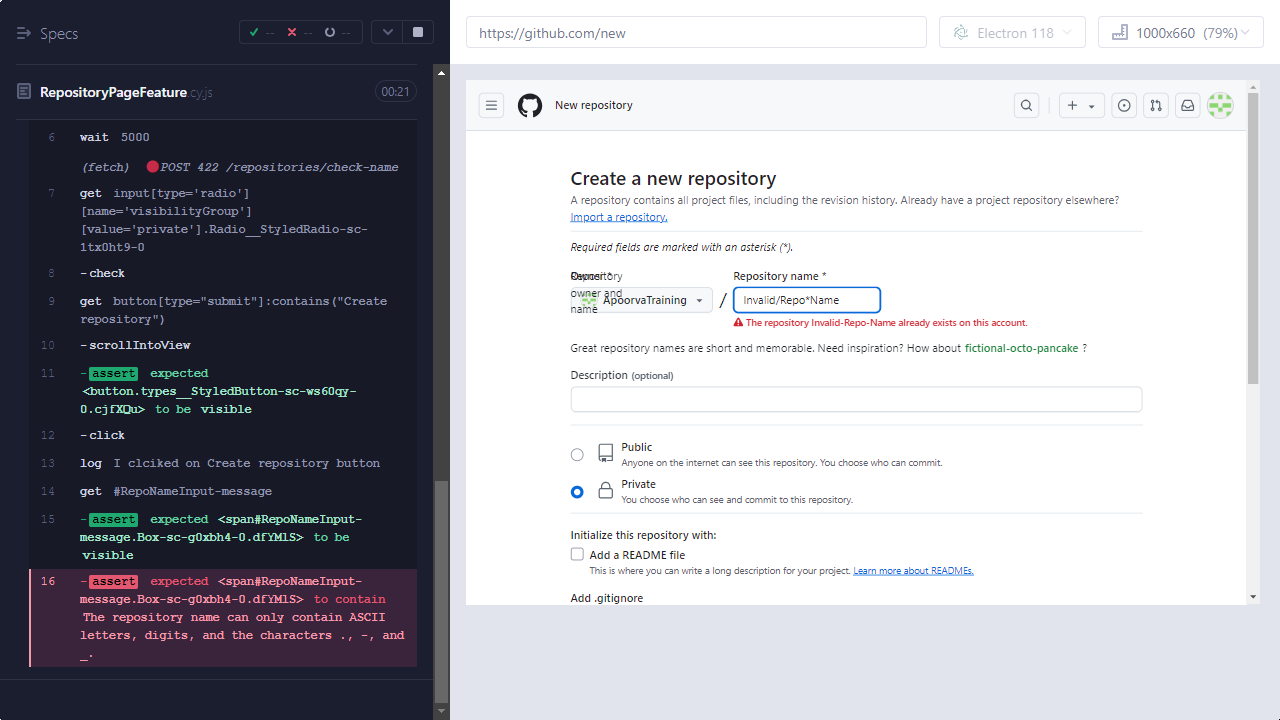 Specs
-- -- --
RepositoryPageFeature.cy.js
00:21
6 wait 5000
(fetch) POST 422 /repositories/check-name
7 get input[type='radio']
[name='visibilityGroup']
[value='private'].Radio__StyledRadio-sc-
1tx0ht9-0
8 -check
9 get button[type="submit"]:contains("Create
repository")
10 -scrollIntoView
11 -assert expected
<button.types__StyledButton-sc-ws60qy-
0.cjfXQu> to be visible
12 -click
13 log I clciked on Create repository button
14 get #RepoNameInput-message
15 -assert expected <span#RepoNameInput-
message.Box-sc-g0xbh4-0.dfYMlS> to be
visible
16 -assert expected <span#RepoNameInput-
message.Box-sc-g0xbh4-0.dfYMlS> to contain
The repository name can only contain ASCII
letters, digits, and the characters ., -, and
_.
https://github.com/new
Electron 118
1000x660 (79%)
New repository
Create a new repository
A repository contains all project files, including the revision history. Already have a project repository elsewhere?
Import a repository.
Required fields are marked with an asterisk (*).
Owner *
Repository
owner and
name
ApoorvaTraining
/
Repository name *
Invalid/Repo*Name
The repository Invalid-Repo-Name already exists on this account.
Great repository names are short and memorable. Need inspiration? How about fictional-octo-pancake ?
Description (optional)
Public
Anyone on the internet can see this repository. You choose who can commit.
Private
You choose who can see and commit to this repository.
Initialize this repository with:
Add a README file
This is where you can write a long description for your project. Learn more about READMEs.
Add .gitignore